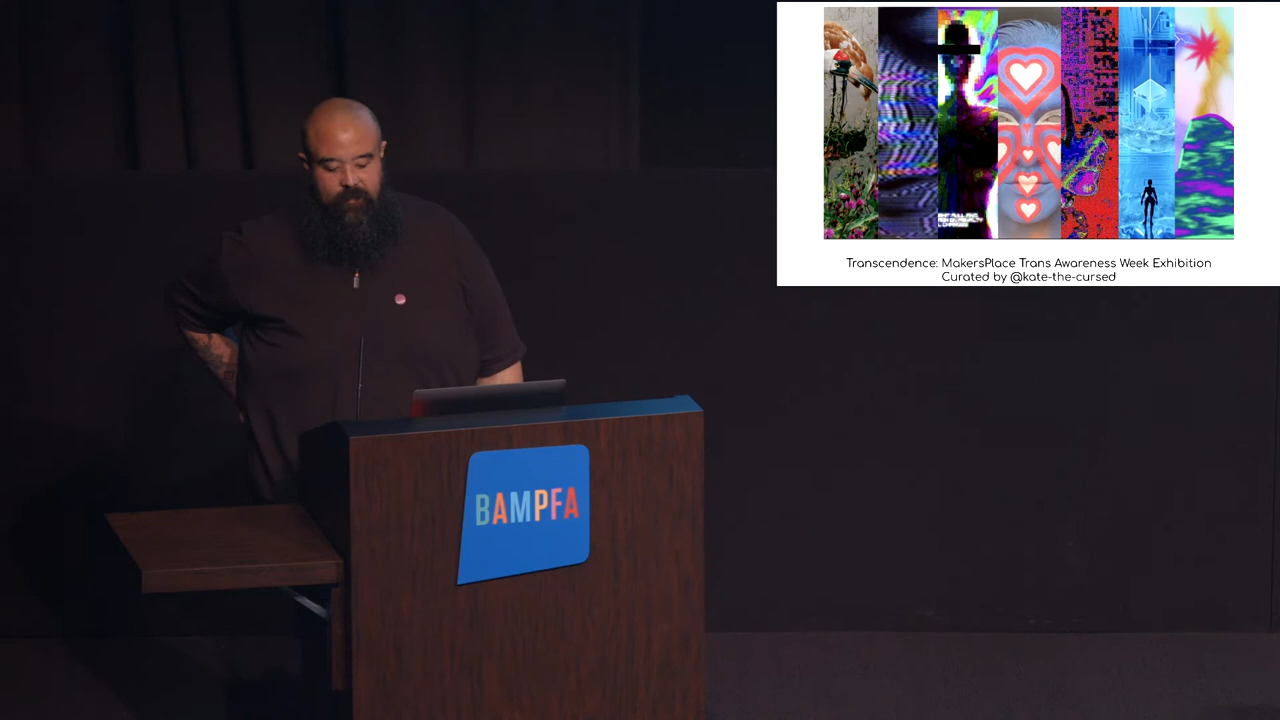 Transcendence: MakersPlace Trans Awareness Week Exhibition
Curated by @kate-the-cursed
BAMPFA